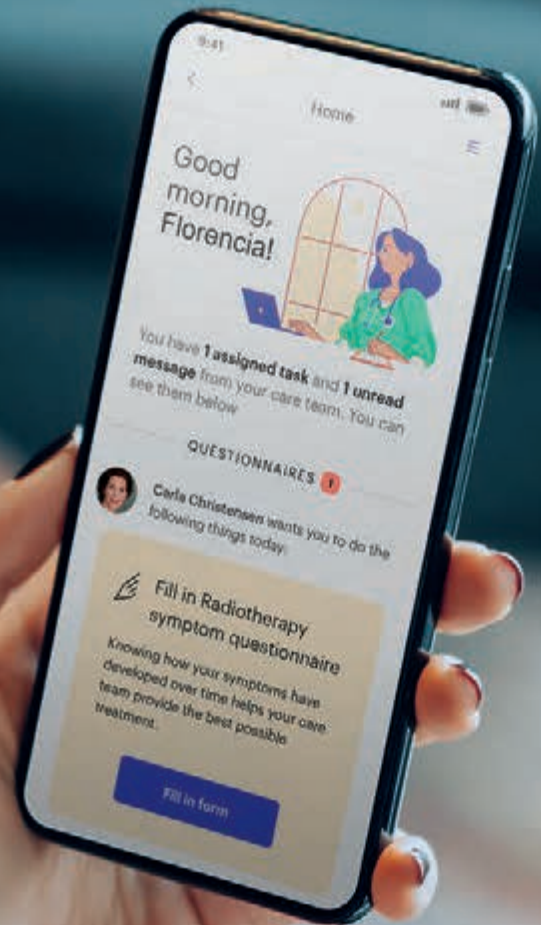 9:41
Home
Good
morning,
Florencia!
You have 1 assigned task and 1 unread
message from your care team. You can
see them below
QUESTIONNAIRES 1
Carla Christensen wants you to do the
following things today:
Fill in Radiotherapy
symptom questionnaire
Knowing how your symptoms have
developed over time helps your care
team provide the best possible
treatment.
Fill in form